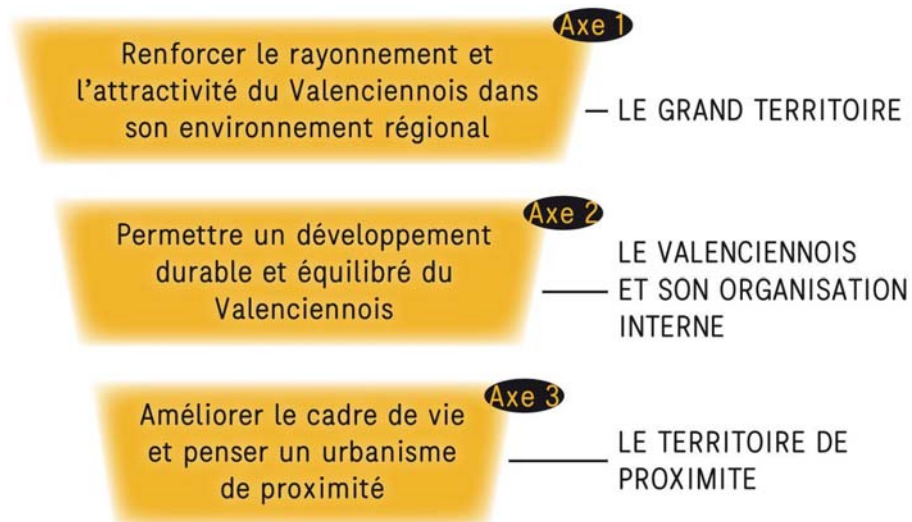 Axe 1
Renforcer le rayonnement et
l'attractivité du Valenciennois dans
son environnement régional
LE GRAND TERRITOIRE
Axe 2
Permettre un développement
durable et équilibré du
Valenciennois
LE VALENCIENNOIS
ET SON ORGANISATION
INTERNE
Axe 3
Améliorer le cadre de vie
et penser un urbanisme
de proximité
LE TERRITOIRE DE
PROXIMITE